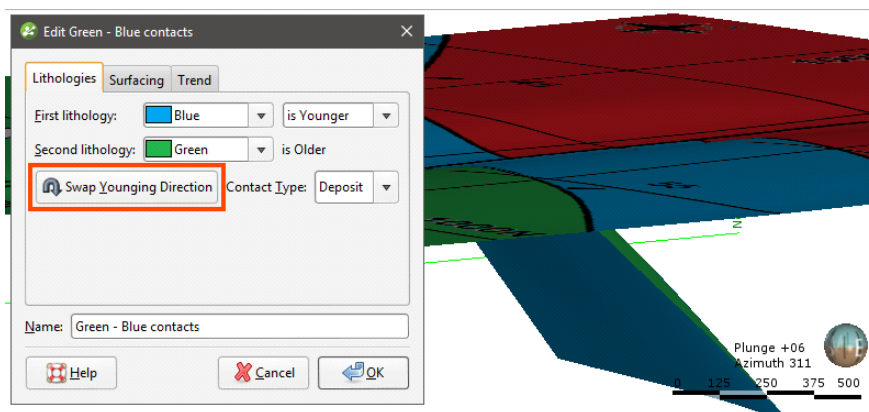 Edit Green - Blue contacts
Lithologies Surfacing Trend
First lithology: Blue is Younger
Second lithology: Green is Older
Swap Younging Direction Contact Type: Deposit
Name: Green - Blue contacts
Help Cancel OK
N
Plunge +06
Azimuth 311
0 125 250 375 500